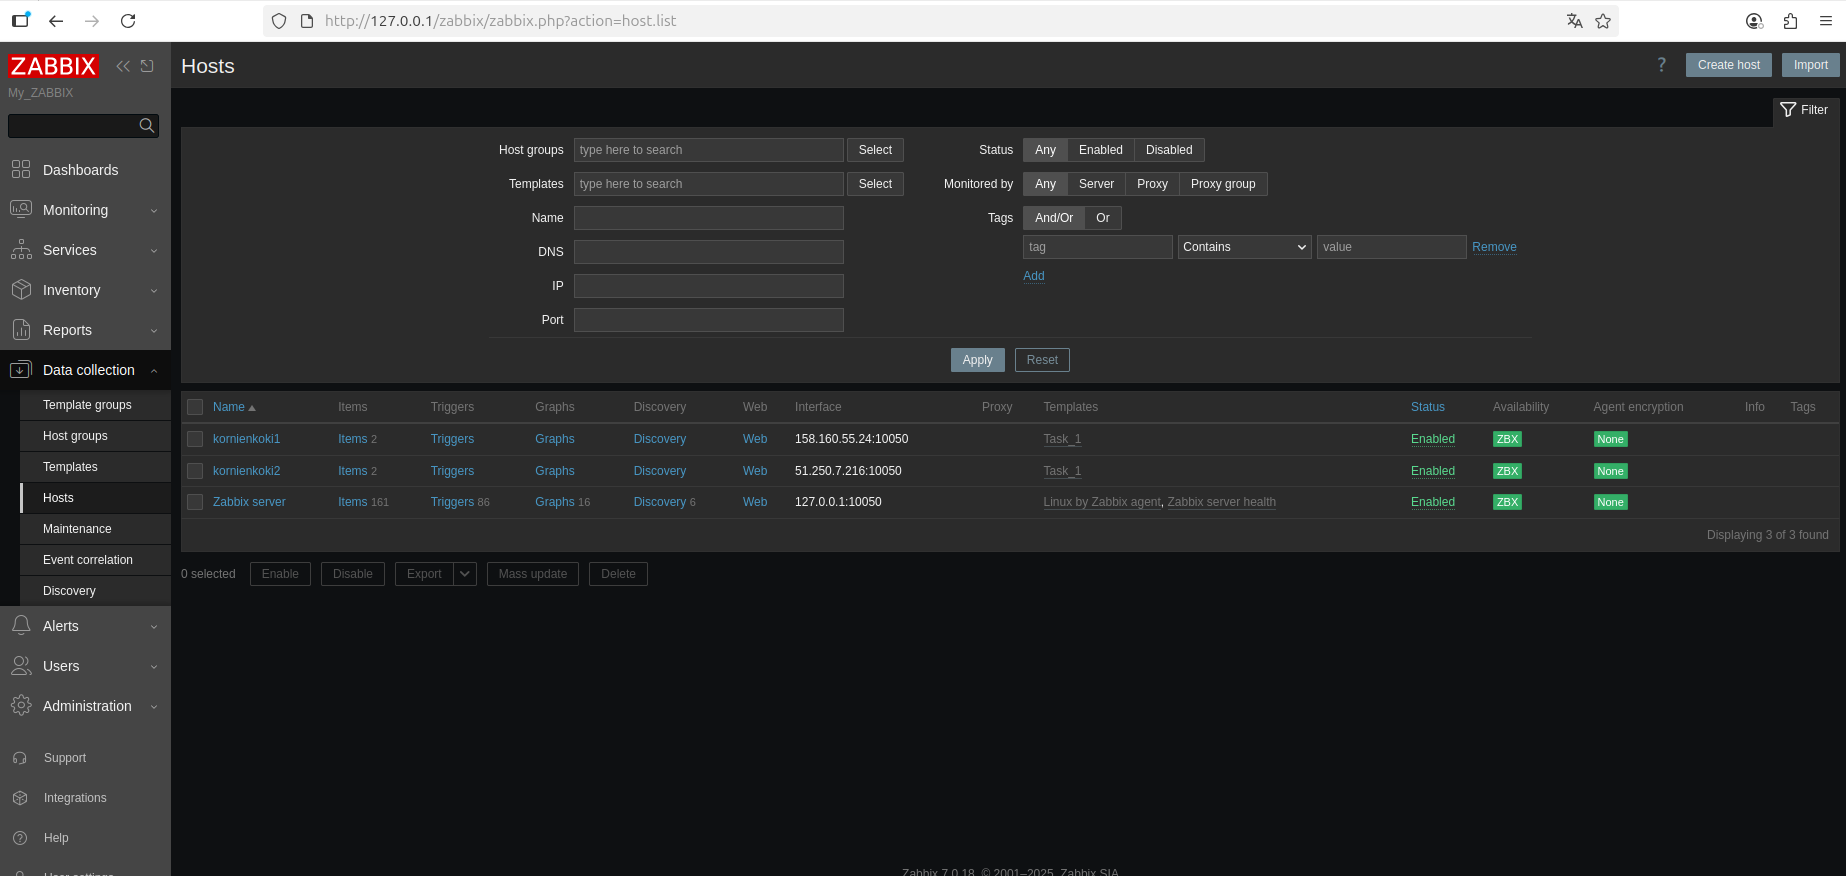 http://127.0.0.1/zabbix/zabbix.php?action=host.list
ZABBIX
My_ZABBIX
Dashboards
Monitoring
Services
Inventory
Reports
Data collection
Template groups
Host groups
Templates
Hosts
Maintenance
Event correlation
Discovery
Alerts
Users
Administration
Support
Integrations
Help
User settings
Hosts
? Create host Import
Filter
Host groups type here to search Select
Templates type here to search Select
Name
DNS
IP
Port
Status Any Enabled Disabled
Monitored by Any Server Proxy Proxy group
Tags And/Or Or
tag Contains value Remove
Add
Apply Reset
Name Items Triggers Graphs Discovery Web Interface Proxy Templates Status Availability Agent encryption Info Tags
kornienkoki1 Items 2 Triggers Graphs Discovery Web 158.160.55.24:10050 Task_1 Enabled ZBX None
kornienkoki2 Items 2 Triggers Graphs Discovery Web 51.250.7.216:10050 Task_1 Enabled ZBX None
Zabbix server Items 161 Triggers 86 Graphs 16 Discovery 6 Web 127.0.0.1:10050 Linux by Zabbix agent, Zabbix server health Enabled ZBX None
Displaying 3 of 3 found
0 selected Enable Disable Export Mass update Delete
Zabbix 7.0.18. © 2001–2025, Zabbix SIA